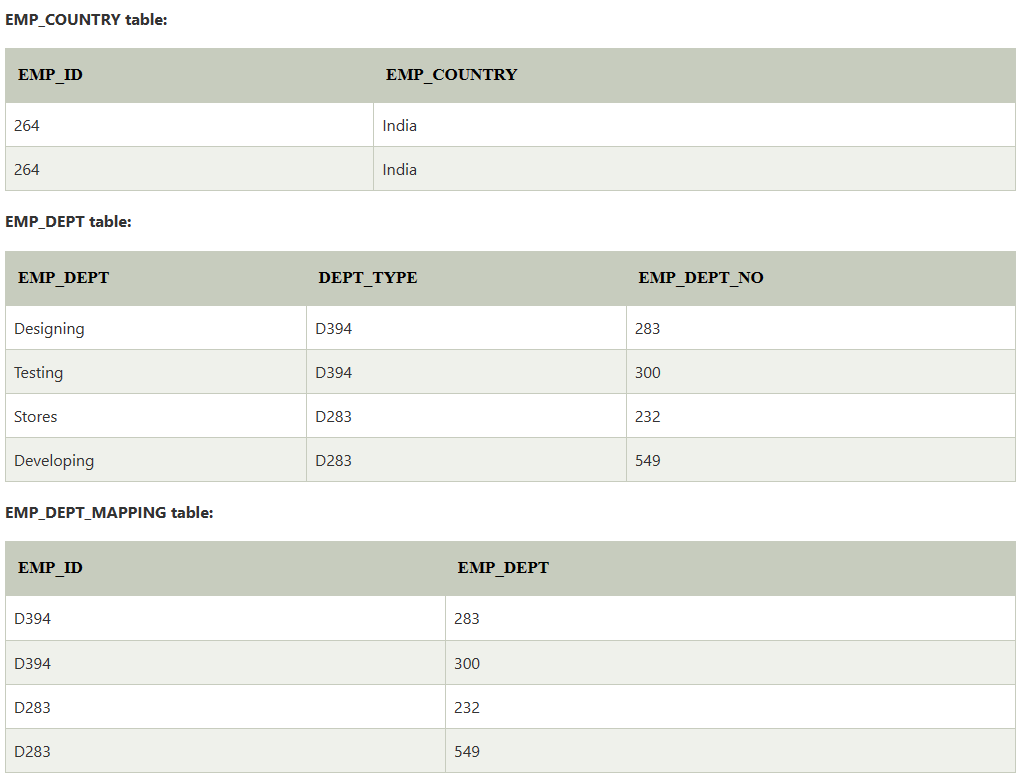 EMP_COUNTRY table:
EMP_ID EMP_COUNTRY
264 India
264 India
EMP_DEPT table:
EMP_DEPT DEPT_TYPE EMP_DEPT_NO
Designing D394 283
Testing D394 300
Stores D283 232
Developing D283 549
EMP_DEPT_MAPPING table:
EMP_ID EMP_DEPT
D394 283
D394 300
D283 232
D283 549